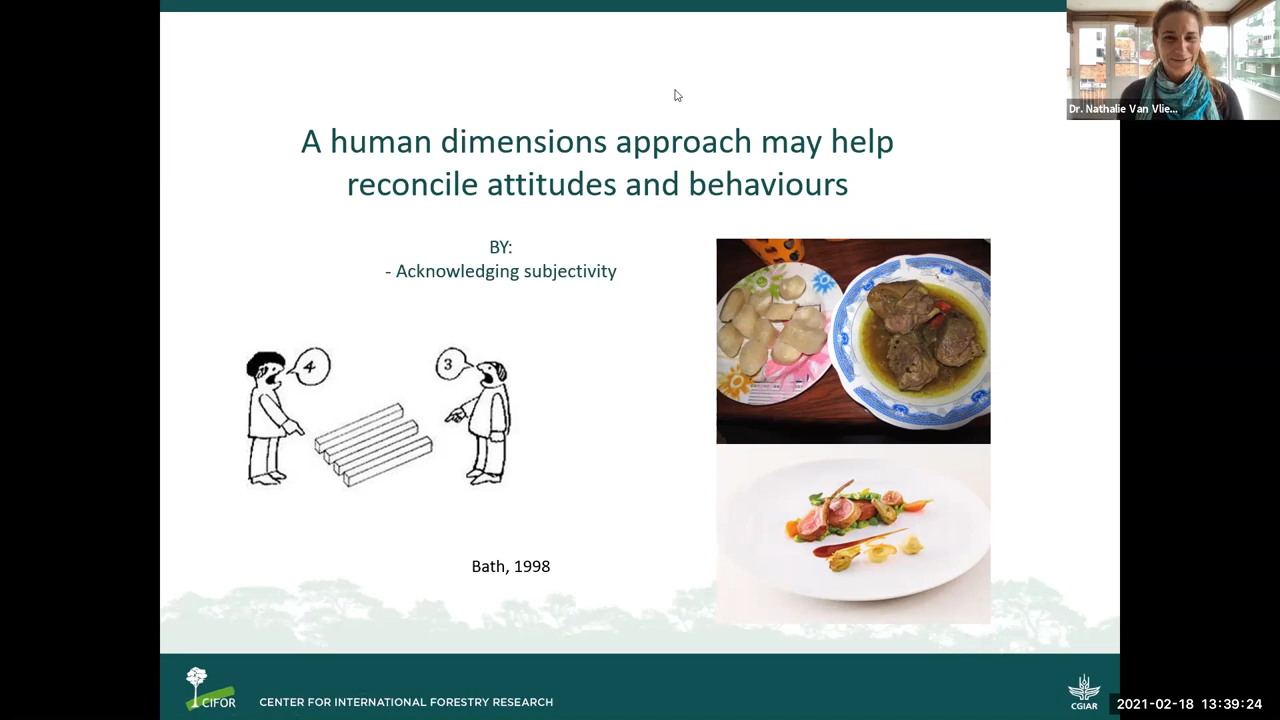 Dr. Nathalie Van Vlie...
A human dimensions approach may help
reconcile attitudes and behaviours
BY:
- Acknowledging subjectivity
4
3
Bath, 1998
CIFOR
CENTER FOR INTERNATIONAL FORESTRY RESEARCH
CGIAR
2021-02-18 13:39:24